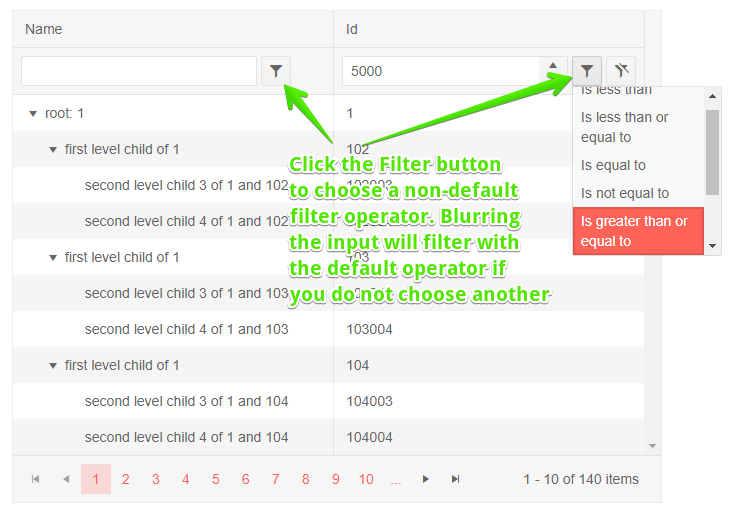 Name Id
5000
Is less than
root: 1 1
Is less than or
equal to
first level child of 1 102
Is equal to
second level child 3 of 1 and 102
Is not equal to
second level child 4 of 1 and 102
Is greater than or
equal to
Click the Filter button
to choose a non-default
filter operator. Blurring
the input will filter with
the default operator if
you do not choose another
first level child of 1 103
second level child 3 of 1 and 103
second level child 4 of 1 and 103 103004
first level child of 1 104
second level child 3 of 1 and 104 104003
second level child 4 of 1 and 104 104004
1 2 3 4 5 6 7 8 9 10 ... 1 - 10 of 140 items